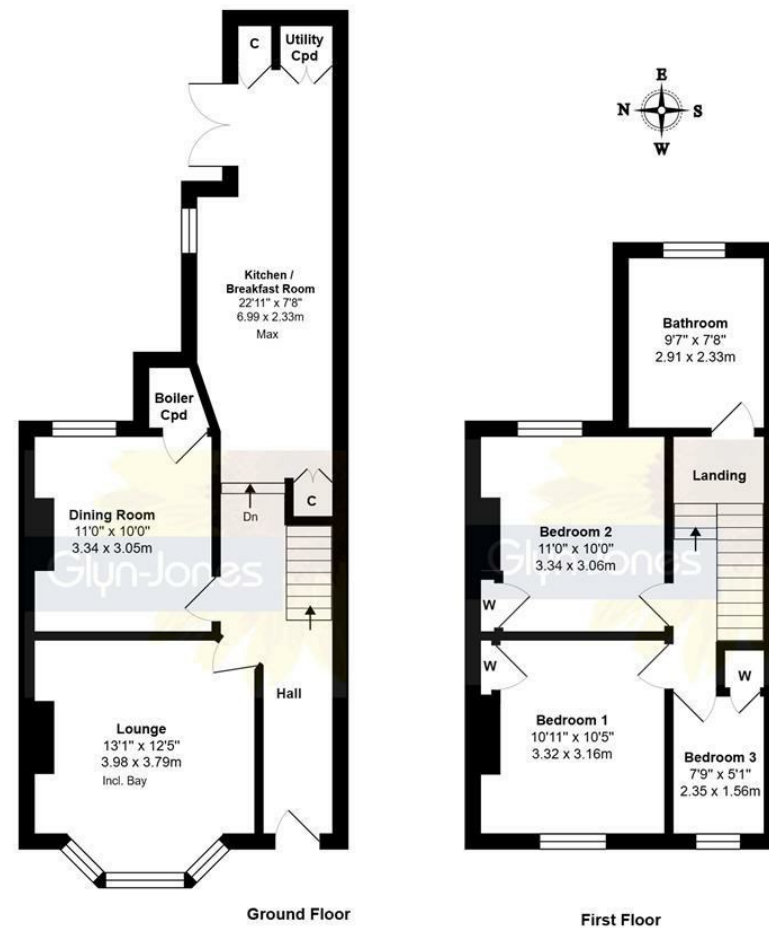 C
Utility
Cpd
Kitchen /
Breakfast Room
22'11" x 7'8"
6.99 x 2.33m
Max
Boiler
Cpd
Dining Room
11'0" x 10'0"
3.34 x 3.05m
Dn
C
Glyn-Jones
Lounge
13'1" x 12'5"
3.98 x 3.79m
Incl. Bay
Hall
Ground Floor
E
N
S
W
Bathroom
9'7" x 7'8"
2.91 x 2.33m
Landing
Bedroom 2
11'0" x 10'0"
3.34 x 3.06m
Glyn-Jones
W
W
W
Bedroom 1
10'11" x 10'5"
3.32 x 3.16m
Bedroom 3
7'9" x 5'1"
2.35 x 1.56m
First Floor